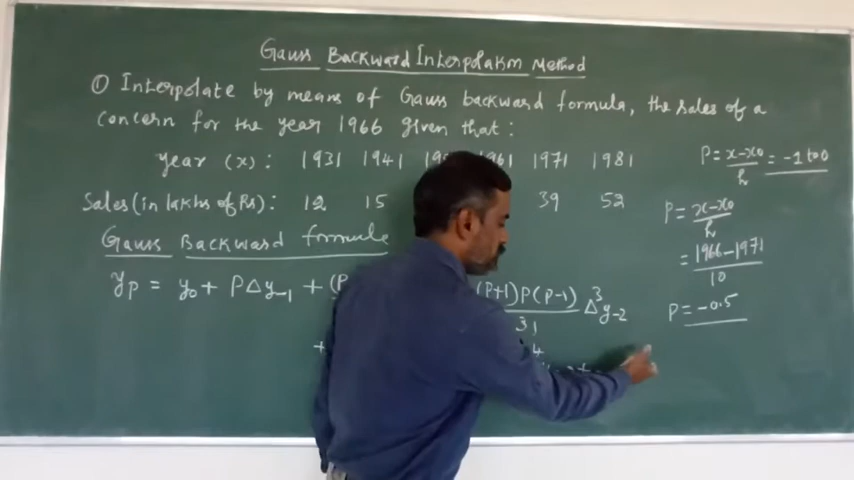 Gauss Backward Interpolation Method
① Interpolate by means of Gauss backward formula, the sales of a
concern for the year 1966 given that :
year (x) : 1931 1941 1961 1971 1981
Sales (in lakhs of Rs) : 12 15 39 52
Gauss Backward formula
yp = y0 + PΔy-1 + (P (P+1)P(P-1) / 3! Δ³y-2
+
P = x-x0 / h = -1 to 0
P = x-x0 / h
= 1966-1971 / 10
P = -0.5